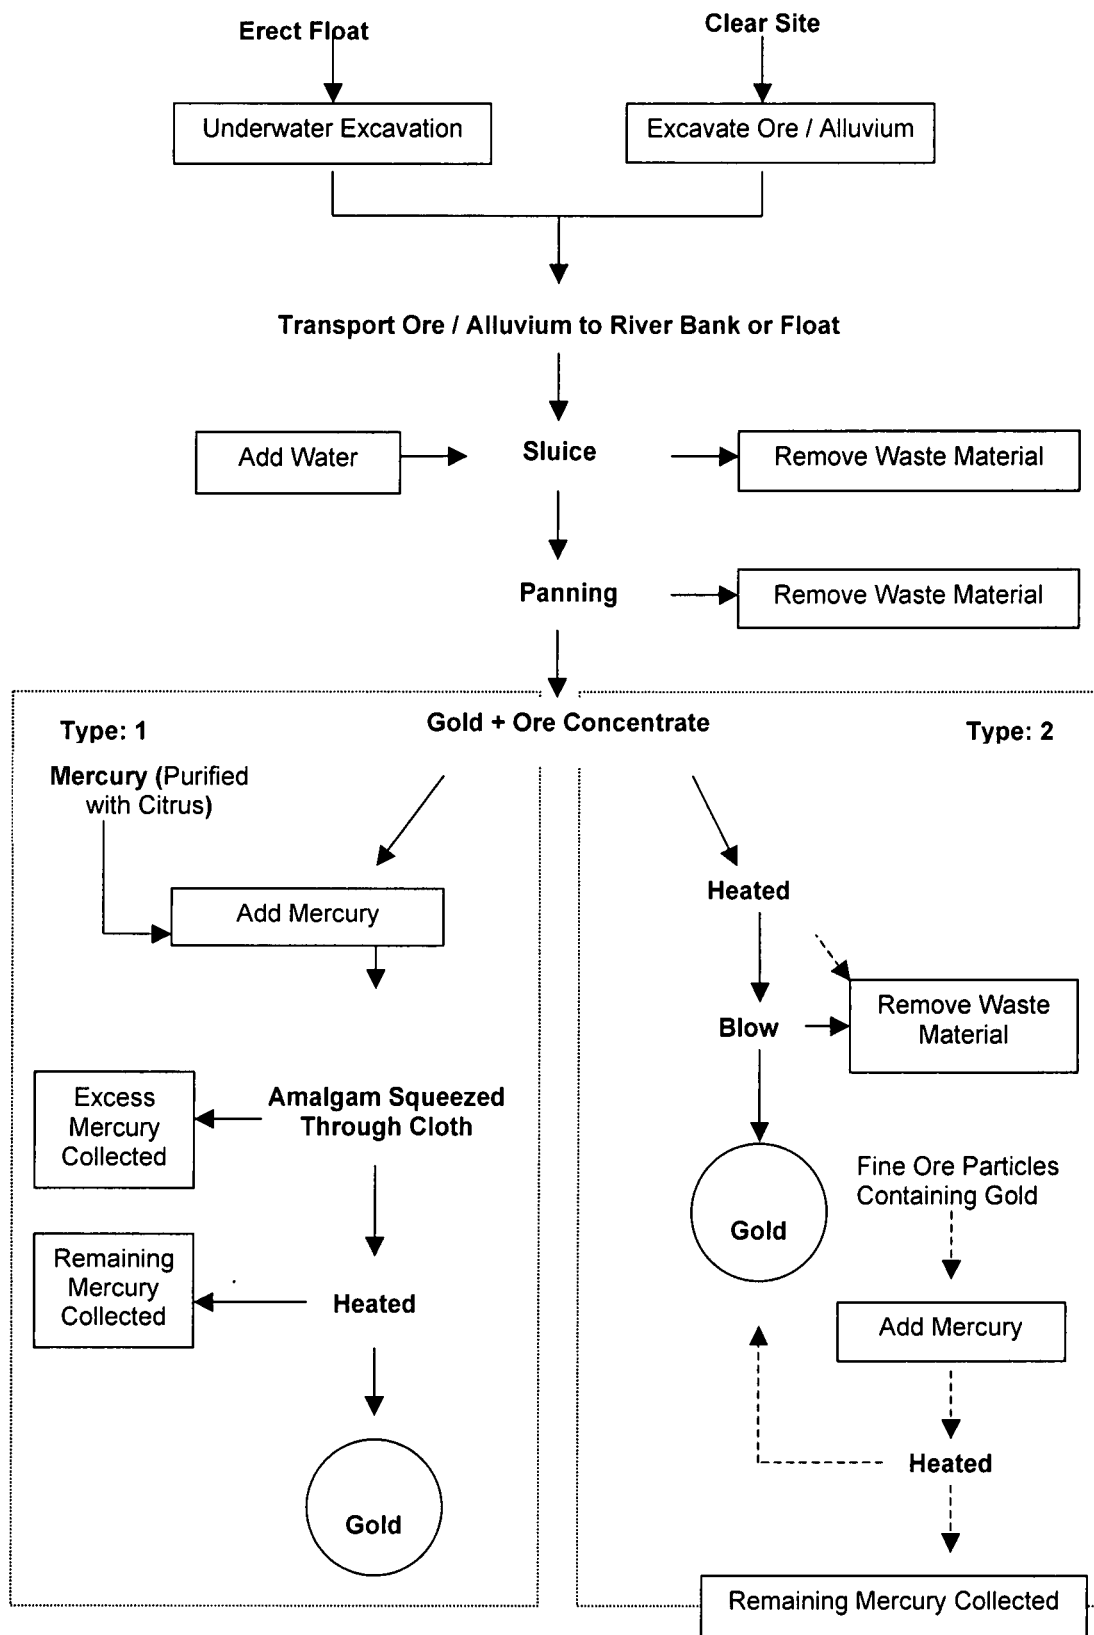 Erect Float
Clear Site
Underwater Excavation
Excavate Ore / Alluvium
Transport Ore / Alluvium to River Bank or Float
Add Water
Sluice
Remove Waste Material
Panning
Remove Waste Material
Gold + Ore Concentrate
Type: 1
Type: 2
Mercury (Purified
with Citrus)
Add Mercury
Heated
Blow
Remove Waste
Material
Excess
Mercury
Collected
Amalgam Squeezed
Through Cloth
Fine Ore Particles
Containing Gold
Gold
Remaining
Mercury
Collected
Heated
Add Mercury
Heated
Gold
Remaining Mercury Collected